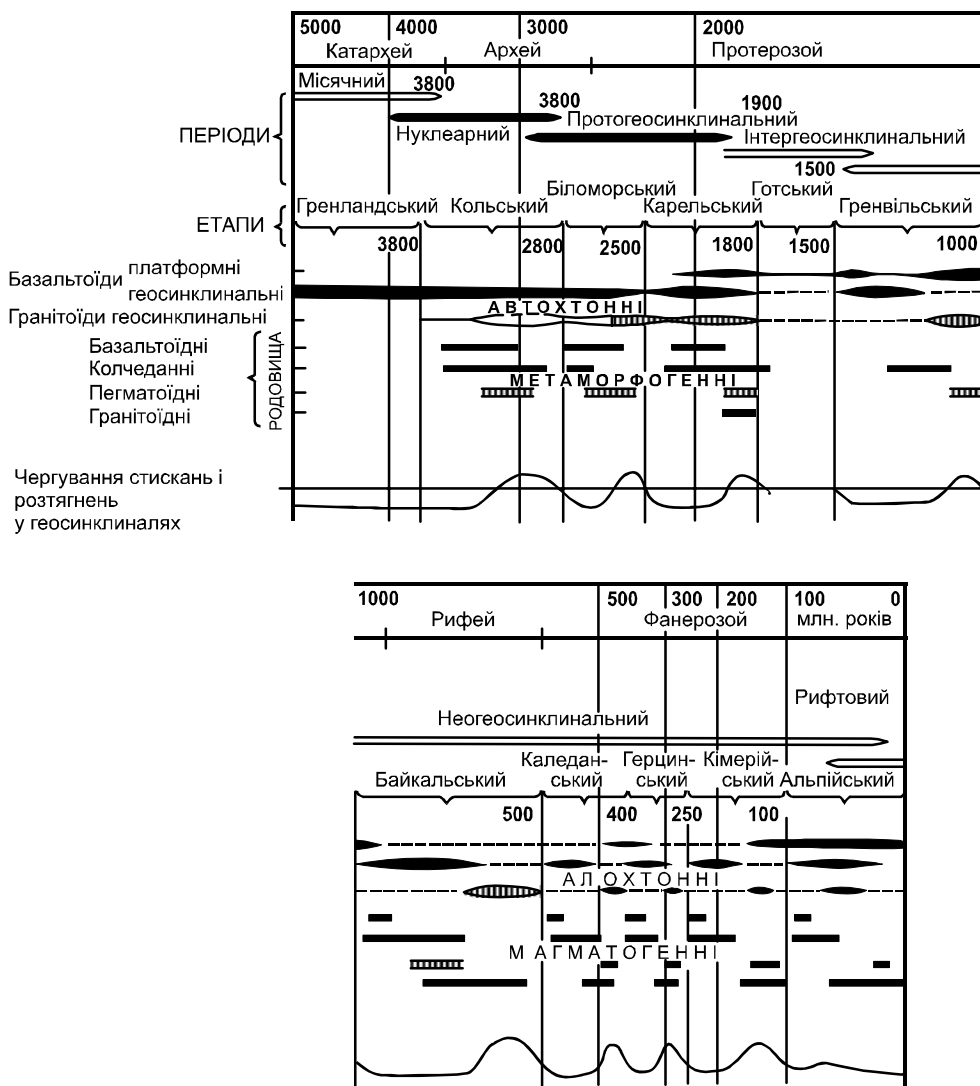 5000 4000 3000 2000
Катархей Архей Протерозой
Місячний
3800
3800 1900
ПЕРІОДИ
Нуклеарний Протогеосинклінальний
Інтергеосинклінальний
1500
Біломорський Готський
ЕТАПИ
Гренландський Кольський Карельський Гренвільський
3800 2800 2500 1800 1500 1000
Базальтоїди платформні
геосинклінальні
АВТОХТОННІ
Гранітоїди геосинклінальні
РОДОВИЩА
Базальтоїдні
Колчеданні
МЕТАМОРФОГЕННІ
Пегматоїдні
Гранітоїдні
Чергування стискань і
розтягнень
у геосинкліналях
1000 500 300 200 100 0
Рифей Фанерозой млн. років
Рифтовий
Неогеосинклінальний
Каледан- Герцин- Кімерій-
Байкальський ський ський ський Альпійський
500 400 250 100
АЛОХТОННІ
МАГМАТОГЕННІ